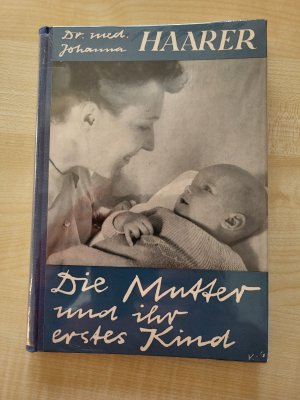 Dr. med.
Johanna HAARER
Die Mutter
und ihr
erstes Kind